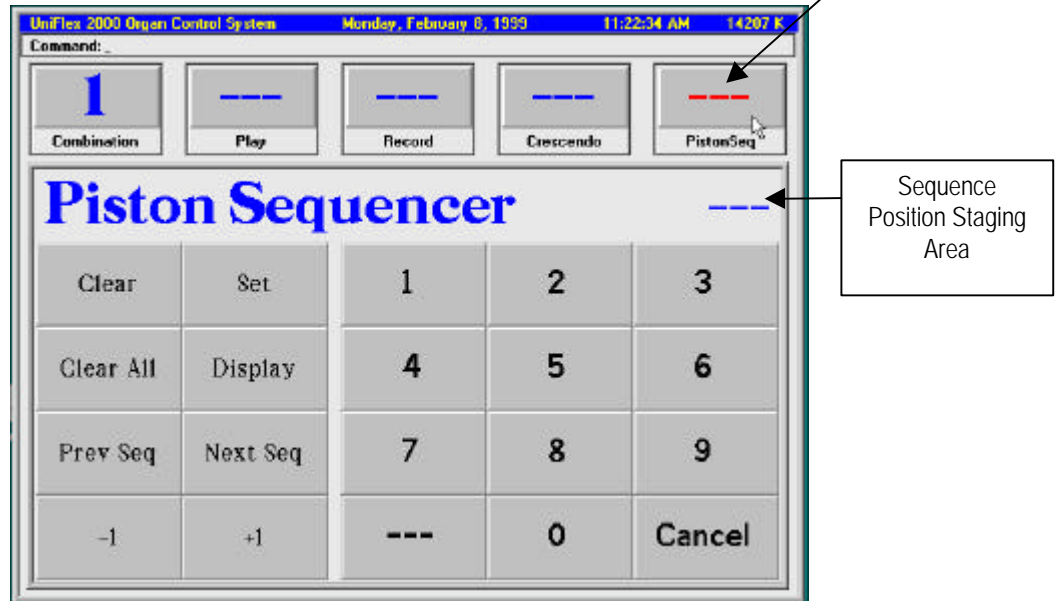 UniFlex 2000 Organ Control System Monday, February 8, 1999 11:22:34 AM 14207 K
Command: _
1 --- --- --- ---
Combination Play Record Crescendo PistonSeq
Piston Sequencer ---
Sequence
Position Staging
Area
Clear Set 1 2 3
Clear All Display 4 5 6
Prev Seq Next Seq 7 8 9
-1 +1 --- 0 Cancel